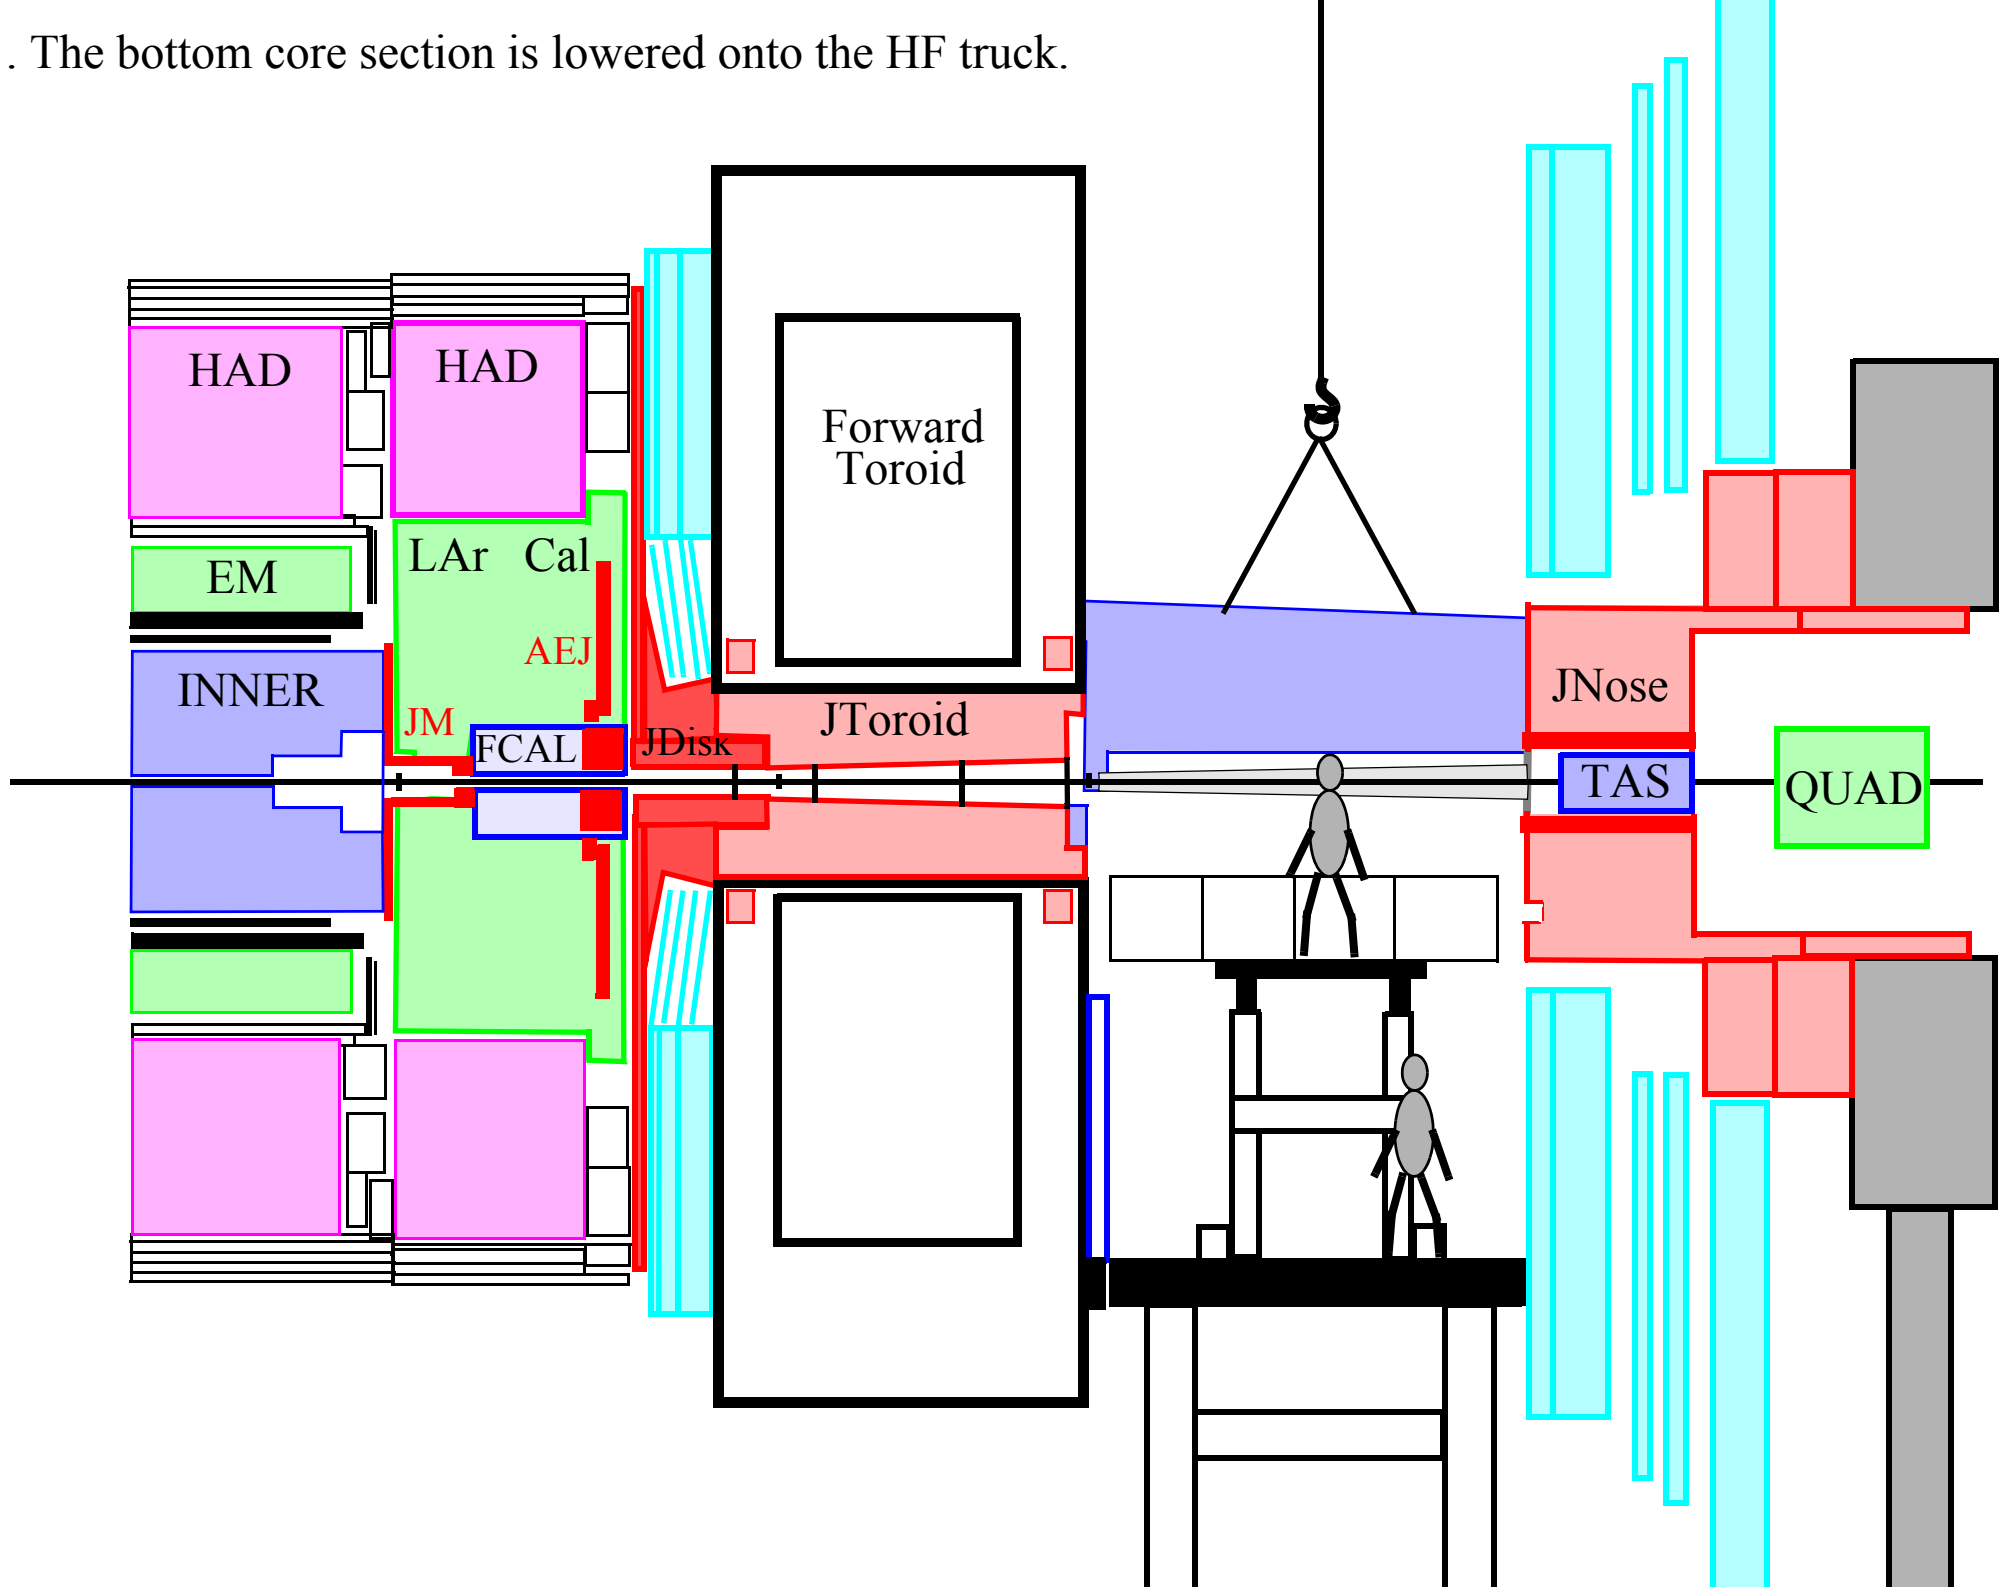 . The bottom core section is lowered onto the HF truck.
HAD
HAD
Forward
Toroid
LAr Cal
EM
AEJ
INNER
JM
FCAL
JDisk
JToroid
JNose
TAS
QUAD